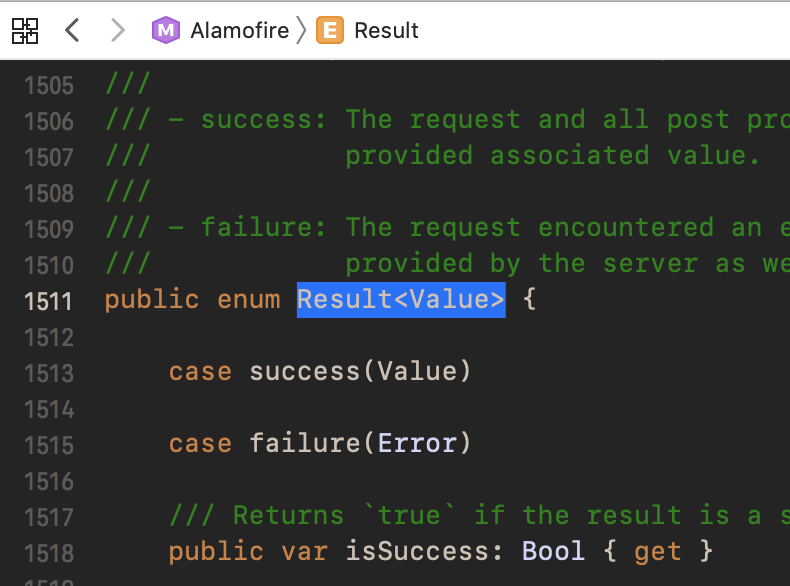 M Alamofire 〉 E Result
1505 ///
1506 /// – success: The request and all post pro
1507 ///            provided associated value.
1508 ///
1509 /// – failure: The request encountered an e
1510 ///            provided by the server as we
1511 public enum Result<Value> {
1512
1513     case success(Value)
1514
1515     case failure(Error)
1516
1517     /// Returns `true` if the result is a s
1518     public var isSuccess: Bool { get }